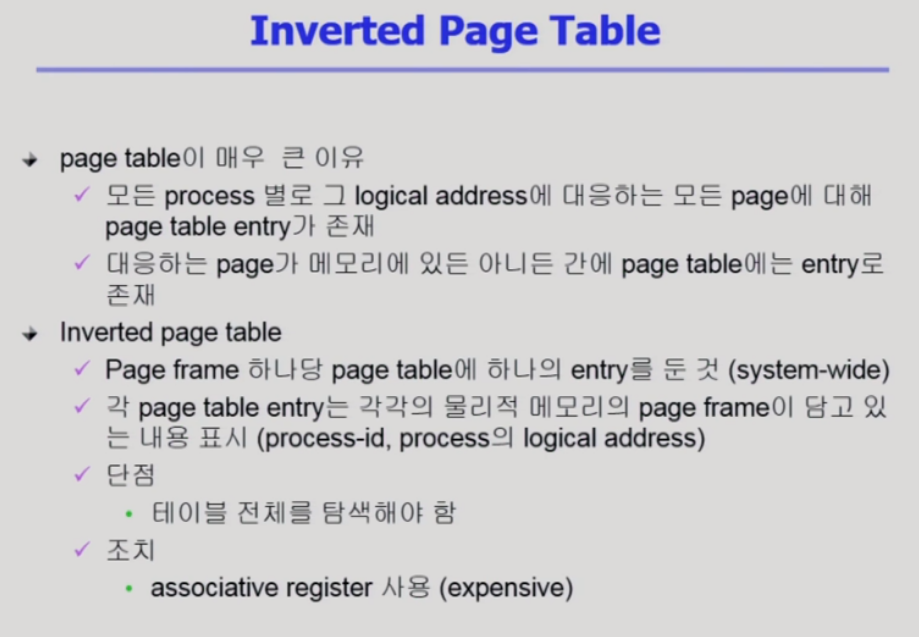 Inverted Page Table
page table이 매우 큰 이유
모든 process 별로 그 logical address에 대응하는 모든 page에 대해
page table entry가 존재
대응하는 page가 메모리에 있든 아니든 간에 page table에는 entry로
존재
Inverted page table
Page frame 하나당 page table에 하나의 entry를 둔 것 (system-wide)
각 page table entry는 각각의 물리적 메모리의 page frame이 담고 있
는 내용 표시 (process-id, process의 logical address)
단점
테이블 전체를 탐색해야 함
조치
associative register 사용 (expensive)